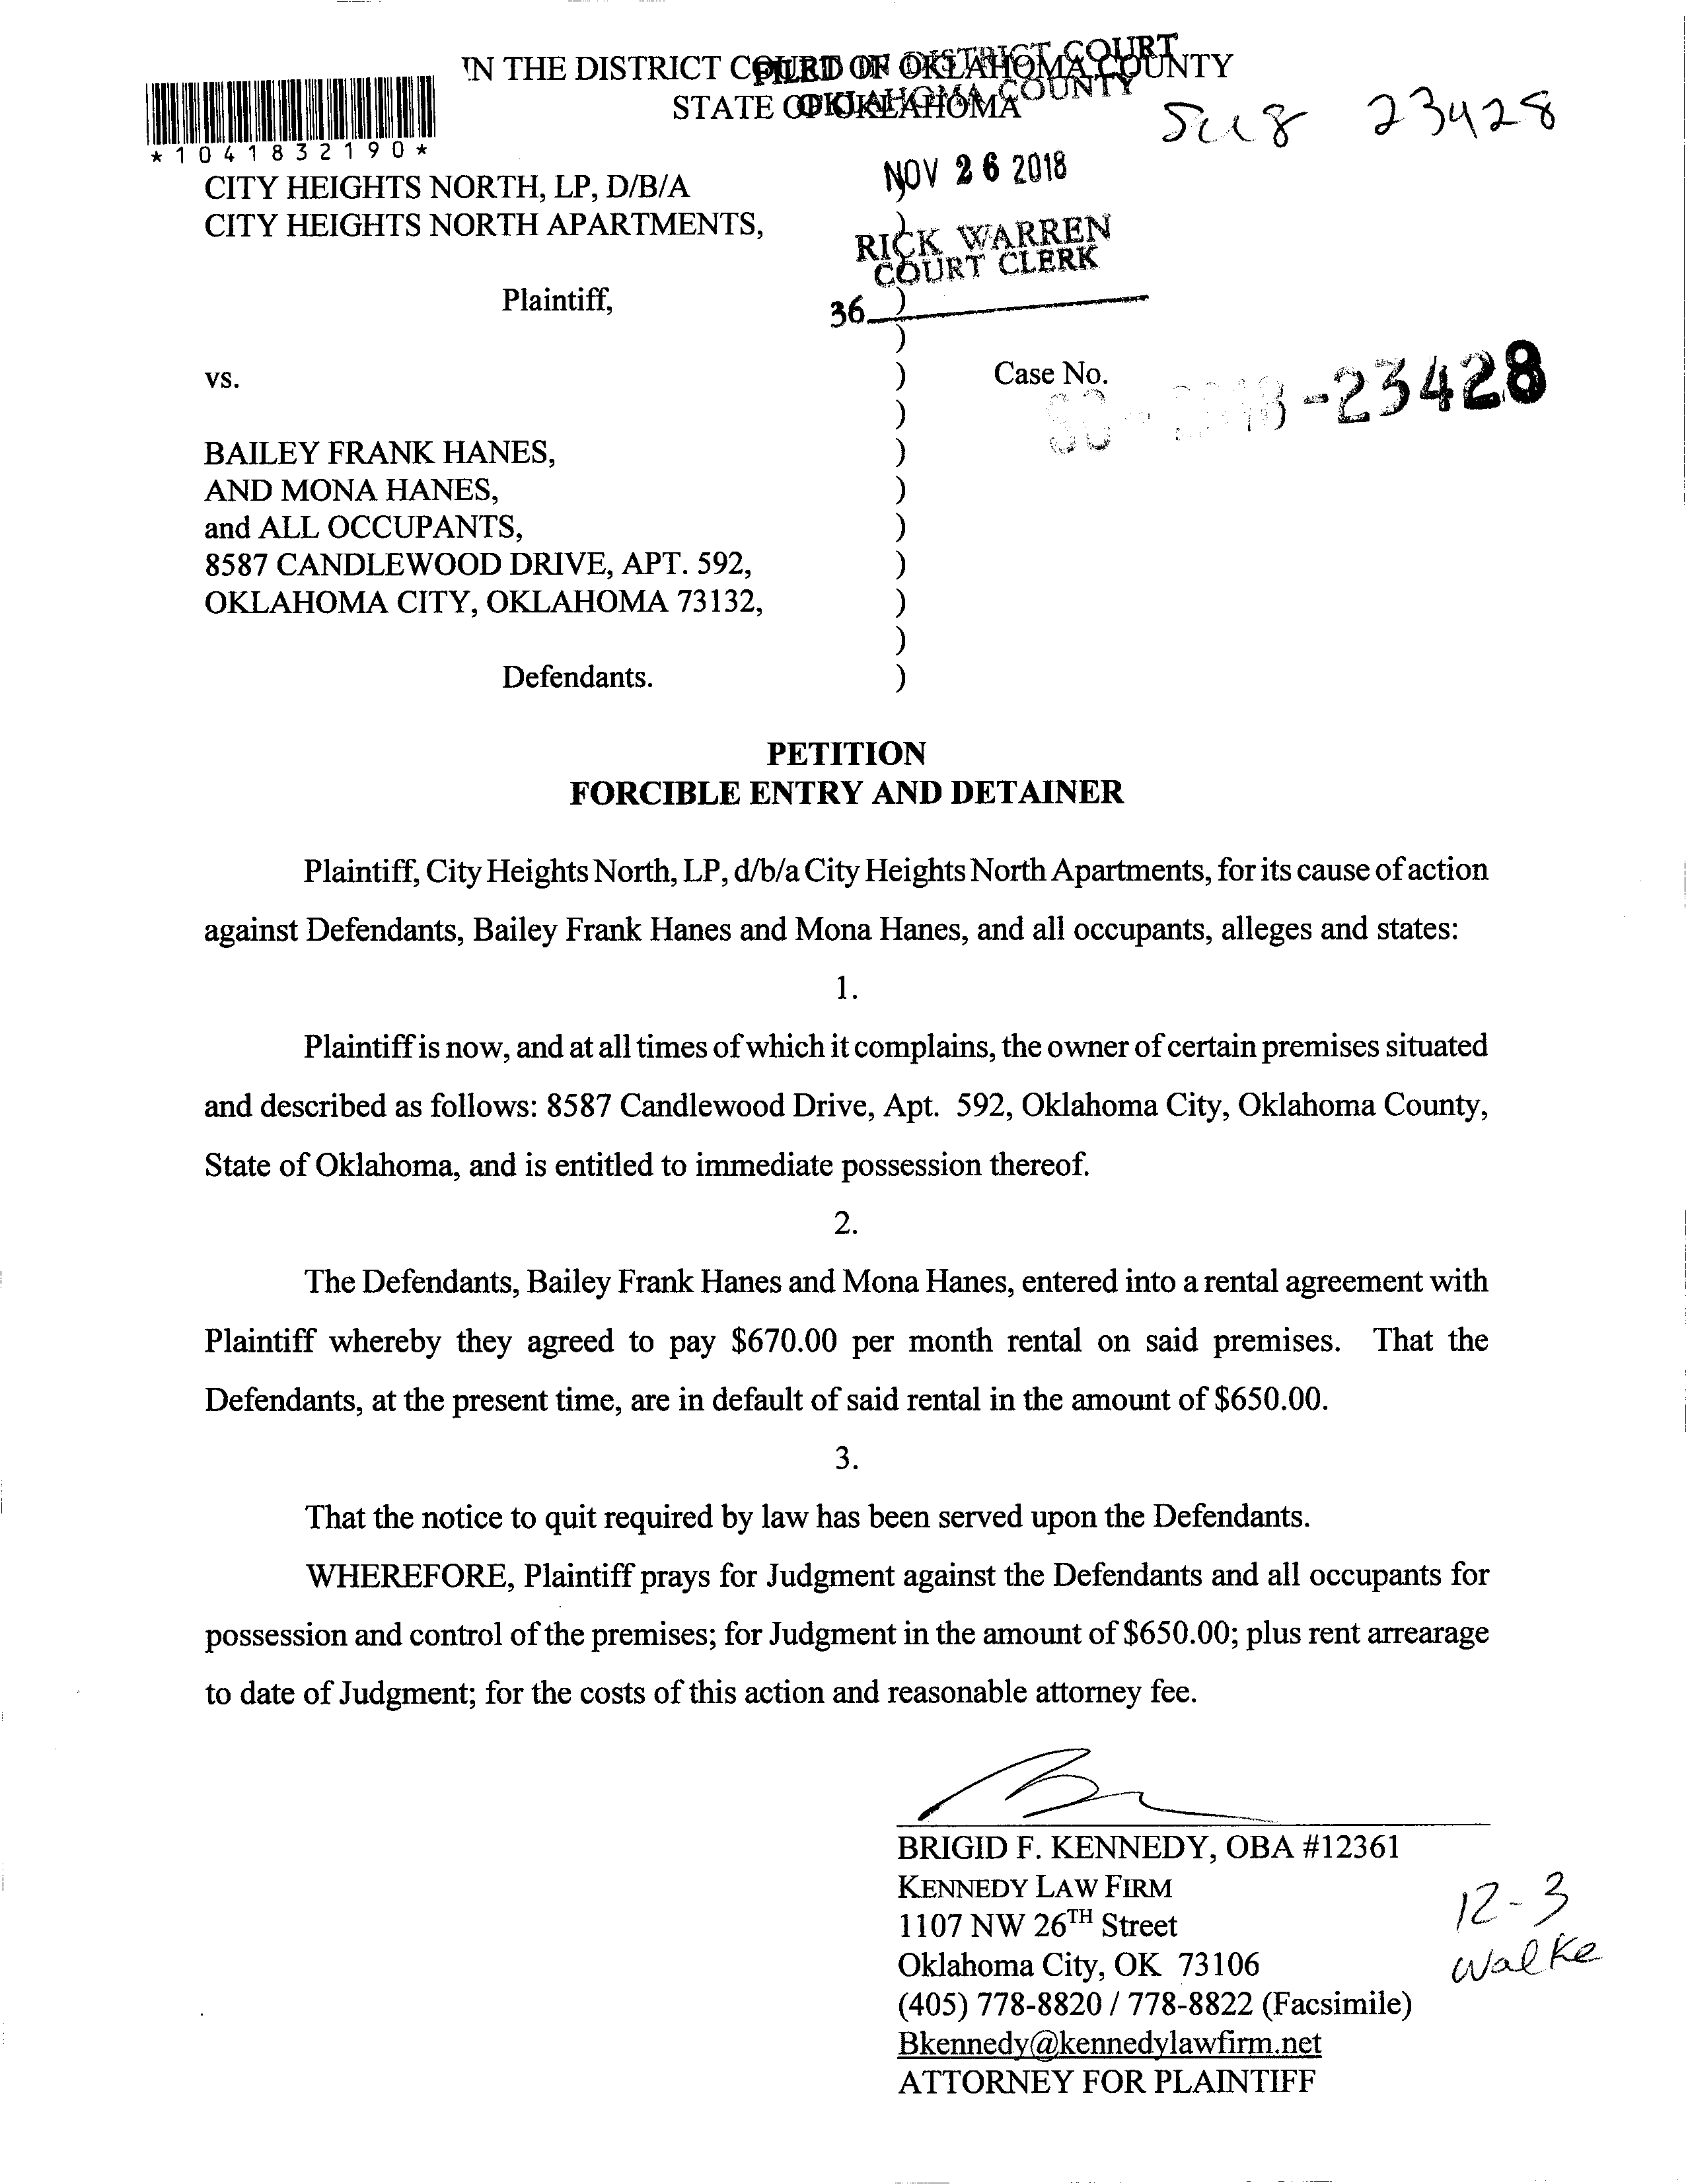 IN THE DISTRICT COURT OF OKLAHOMA COUNTY
STATE OF OKLAHOMA
FILED IN DISTRICT COURT
OKLAHOMA COUNTY
23428
*1041832190*
NOV 26 2018
RICK WARREN
COURT CLERK
36
CITY HEIGHTS NORTH, LP, D/B/A
CITY HEIGHTS NORTH APARTMENTS, )
Plaintiff, )
)
vs. ) Case No. SC-2018-23428
)
BAILEY FRANK HANES, )
AND MONA HANES, )
and ALL OCCUPANTS, )
8587 CANDLEWOOD DRIVE, APT. 592, )
OKLAHOMA CITY, OKLAHOMA 73132, )
)
Defendants. )
PETITION
FORCIBLE ENTRY AND DETAINER
Plaintiff, City Heights North, LP, d/b/a City Heights North Apartments, for its cause of action
against Defendants, Bailey Frank Hanes and Mona Hanes, and all occupants, alleges and states:
1.
Plaintiff is now, and at all times of which it complains, the owner of certain premises situated
and described as follows: 8587 Candlewood Drive, Apt. 592, Oklahoma City, Oklahoma County,
State of Oklahoma, and is entitled to immediate possession thereof.
2.
The Defendants, Bailey Frank Hanes and Mona Hanes, entered into a rental agreement with
Plaintiff whereby they agreed to pay $670.00 per month rental on said premises. That the
Defendants, at the present time, are in default of said rental in the amount of $650.00.
3.
That the notice to quit required by law has been served upon the Defendants.
WHEREFORE, Plaintiff prays for Judgment against the Defendants and all occupants for
possession and control of the premises; for Judgment in the amount of $650.00; plus rent arrearage
to date of Judgment; for the costs of this action and reasonable attorney fee.
BRIGID F. KENNEDY, OBA #12361
KENNEDY LAW FIRM
1107 NW 26TH Street
Oklahoma City, OK 73106
(405) 778-8820 / 778-8822 (Facsimile)
Bkennedy@kennedylawfirm.net
ATTORNEY FOR PLAINTIFF
12-3
Walke